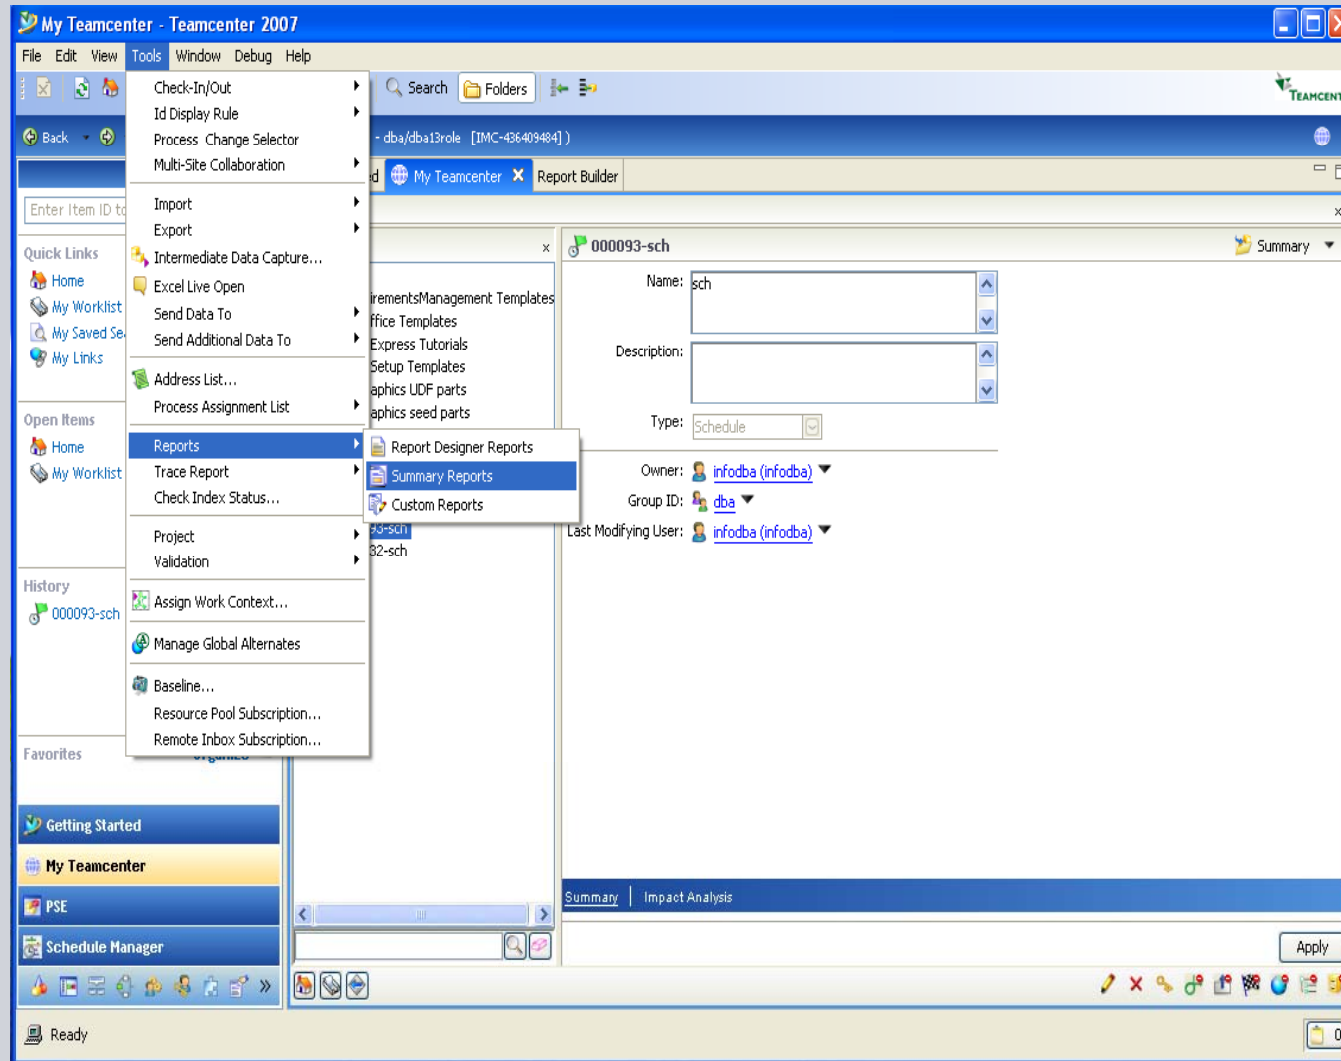 My Teamcenter - Teamcenter 2007
File Edit View Tools Window Debug Help
Search Folders
TEAMCENT
Back
- dba/dba13role [IMC-436409484] )
My Teamcenter
Report Builder
Enter Item ID to
Quick Links
Home
My Worklist
My Saved Sea
My Links
Open Items
Home
My Worklist
History
000093-sch
Favorites
Check-In/Out
Id Display Rule
Process Change Selector
Multi-Site Collaboration
Import
Export
Intermediate Data Capture...
Excel Live Open
Send Data To
Send Additional Data To
Address List...
Process Assignment List
Reports
Trace Report
Check Index Status...
Project
Validation
Assign Work Context...
Manage Global Alternates
Baseline...
Resource Pool Subscription...
Remote Inbox Subscription...
Report Designer Reports
Summary Reports
Custom Reports
irementsManagement Templates
ffice Templates
Express Tutorials
Setup Templates
aphics UDF parts
aphics seed parts
93-sch
32-sch
000093-sch
Summary
Name: sch
Description:
Type: Schedule
Owner: infodba (infodba)
Group ID: dba
Last Modifying User: infodba (infodba)
Getting Started
My Teamcenter
PSE
Schedule Manager
Summary Impact Analysis
Apply
Ready
0